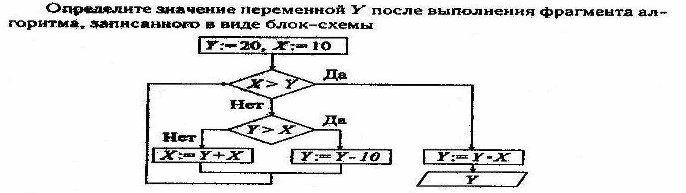 Определите значение переменной Y после выполнения фрагмента ал-
горитма, записанного в виде блок-схемы
Y:=20, X:=10
X > Y
Да
Нет
Y > X
Да
Нет
X:=Y+X
Y:=Y-10
Y:=Y·X
Y